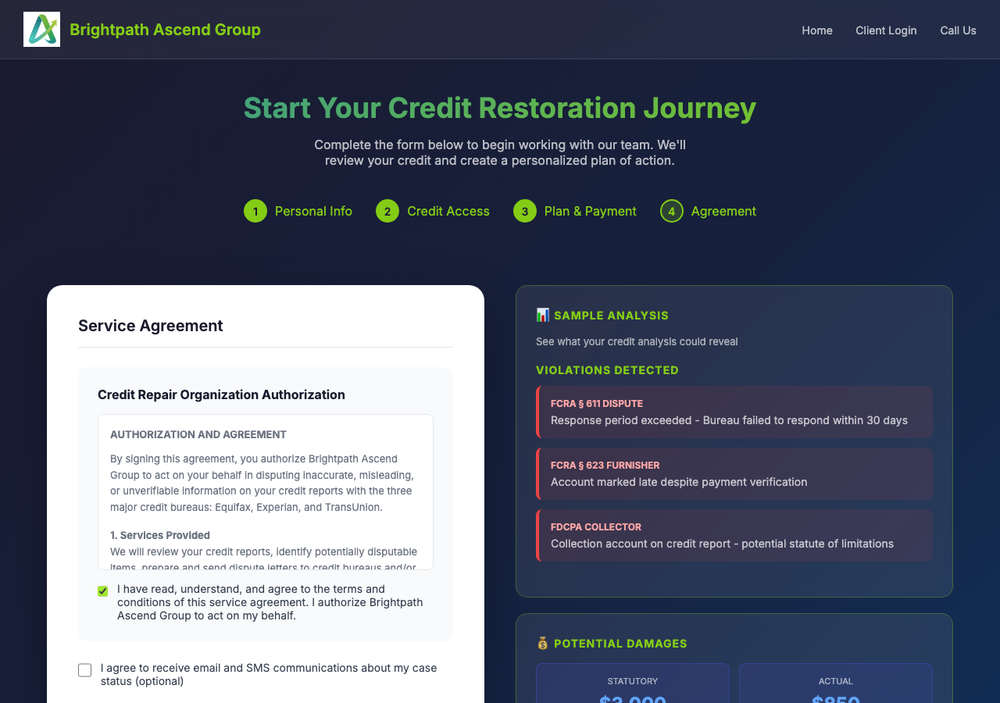 Brightpath Ascend Group
Home
Client Login
Call Us
Start Your Credit Restoration Journey
Complete the form below to begin working with our team. We'll
review your credit and create a personalized plan of action.
1 Personal Info
2 Credit Access
3 Plan & Payment
4 Agreement
Service Agreement
Credit Repair Organization Authorization
AUTHORIZATION AND AGREEMENT
By signing this agreement, you authorize Brightpath Ascend
Group to act on your behalf in disputing inaccurate, misleading,
or unverifiable information on your credit reports with the three
major credit bureaus: Equifax, Experian, and TransUnion.
1. Services Provided
We will review your credit reports, identify potentially disputable
items, prepare and send dispute letters to credit bureaus and/or
I have read, understand, and agree to the terms and
conditions of this service agreement. I authorize Brightpath
Ascend Group to act on my behalf.
I agree to receive email and SMS communications about my case
status (optional)
SAMPLE ANALYSIS
See what your credit analysis could reveal
VIOLATIONS DETECTED
FCRA § 611 DISPUTE
Response period exceeded - Bureau failed to respond within 30 days
FCRA § 623 FURNISHER
Account marked late despite payment verification
FDCPA COLLECTOR
Collection account on credit report - potential statute of limitations
POTENTIAL DAMAGES
STATUTORY
$3,000
ACTUAL
$850